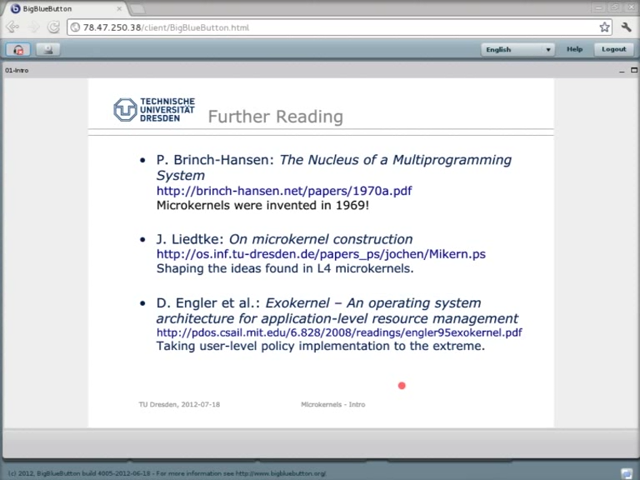 BigBlueButton
78.47.250.38/client/BigBlueButton.html
English
Help
Logout
01-Intro
TECHNISCHE
UNIVERSITÄT
DRESDEN
Further Reading
• P. Brinch-Hansen: The Nucleus of a Multiprogramming
System
http://brinch-hansen.net/papers/1970a.pdf
Microkernels were invented in 1969!
• J. Liedtke: On microkernel construction
http://os.inf.tu-dresden.de/papers_ps/jochen/Mikern.ps
Shaping the ideas found in L4 microkernels.
• D. Engler et al.: Exokernel – An operating system
architecture for application-level resource management
http://pdos.csail.mit.edu/6.828/2008/readings/engler95exokernel.pdf
Taking user-level policy implementation to the extreme.
TU Dresden, 2012-07-18
Microkernels - Intro
(c) 2012, BigBlueButton build 4005-2012-06-18 - For more information see http://www.bigbluebutton.org/